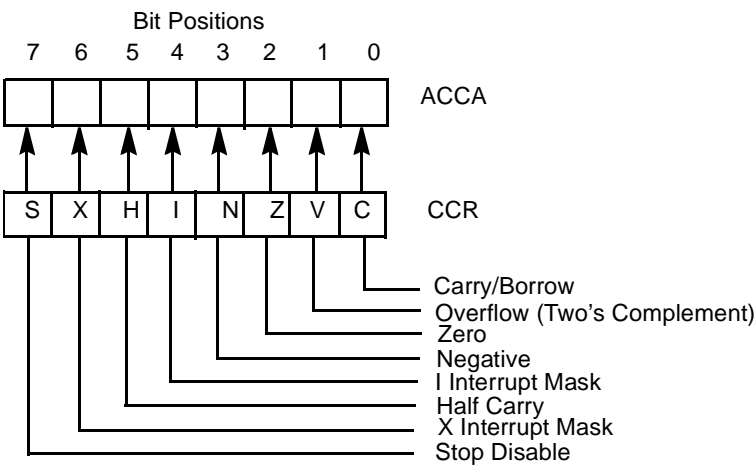 Bit Positions
7 6 5 4 3 2 1 0
ACCA
S X H I N Z V C CCR
Carry/Borrow
Overflow (Two's Complement)
Zero
Negative
I Interrupt Mask
Half Carry
X Interrupt Mask
Stop Disable